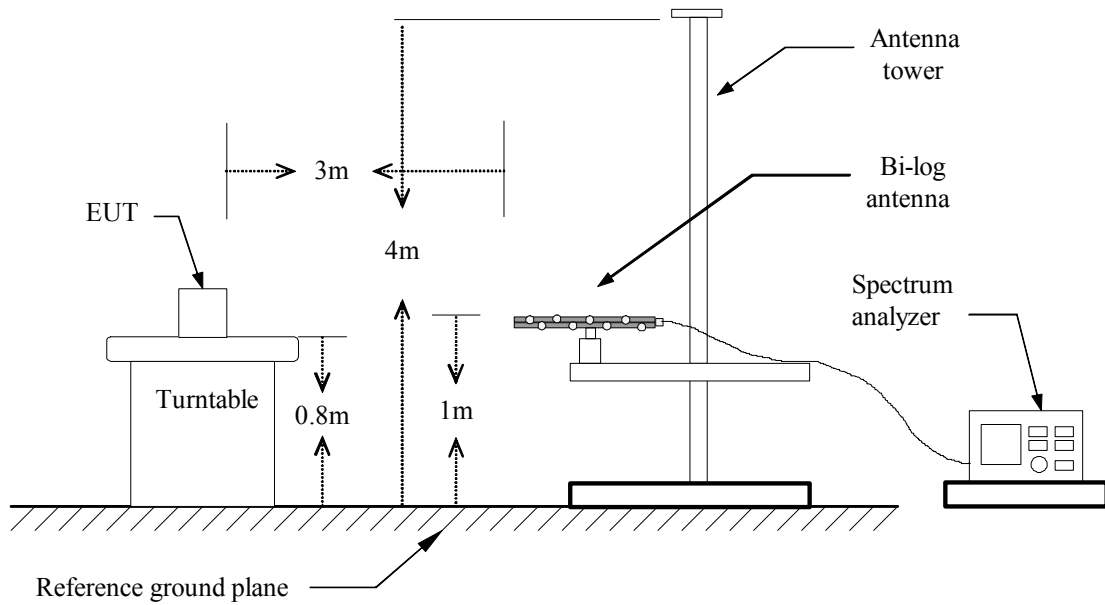 Antenna
tower
3m
Bi-log
antenna
EUT
4m
Spectrum
analyzer
Turntable
0.8m
1m
Reference ground plane